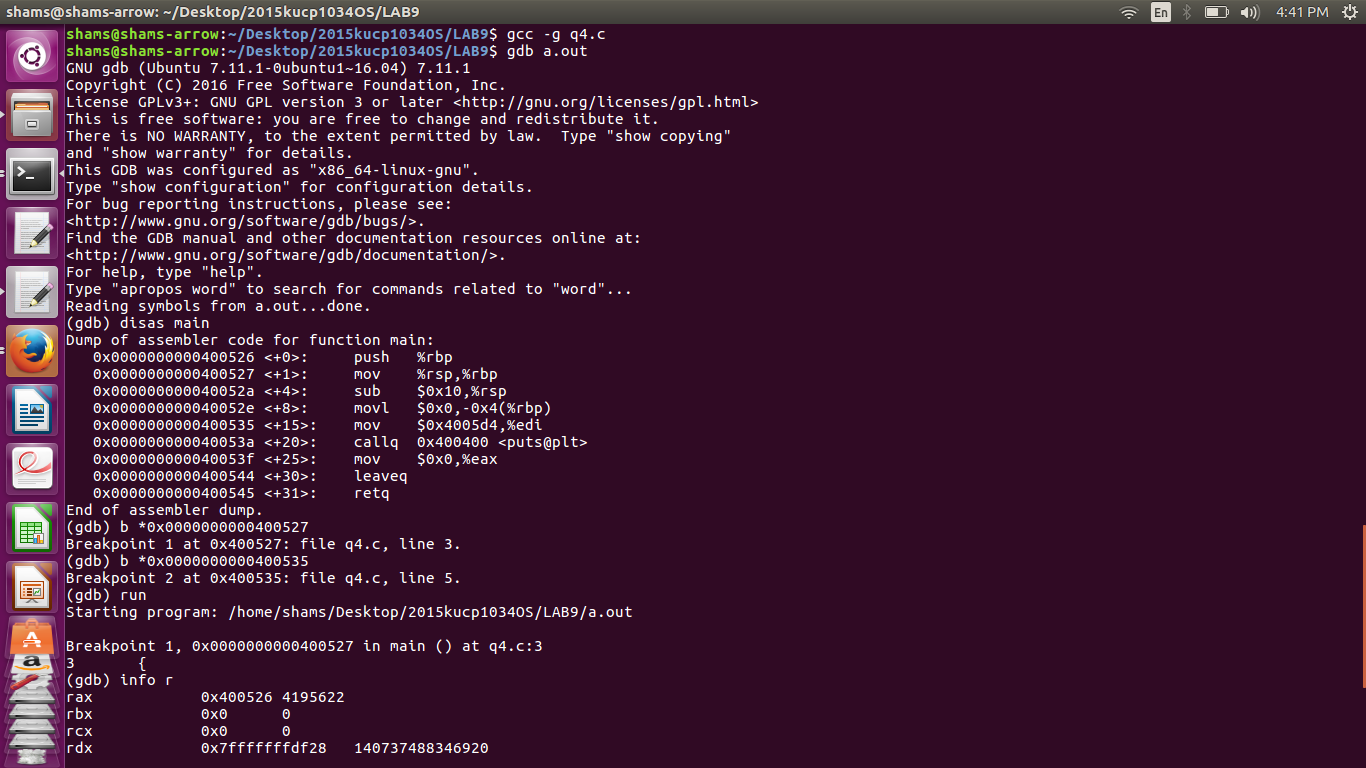 shams@shams-arrow: ~/Desktop/2015kucp1034OS/LAB9
En
4:41 PM
shams@shams-arrow:~/Desktop/2015kucp1034OS/LAB9$ gcc -g q4.c
shams@shams-arrow:~/Desktop/2015kucp1034OS/LAB9$ gdb a.out
GNU gdb (Ubuntu 7.11.1-0ubuntu1~16.04) 7.11.1
Copyright (C) 2016 Free Software Foundation, Inc.
License GPLv3+: GNU GPL version 3 or later <http://gnu.org/licenses/gpl.html>
This is free software: you are free to change and redistribute it.
There is NO WARRANTY, to the extent permitted by law.  Type "show copying"
and "show warranty" for details.
This GDB was configured as "x86_64-linux-gnu".
Type "show configuration" for configuration details.
For bug reporting instructions, please see:
<http://www.gnu.org/software/gdb/bugs/>.
Find the GDB manual and other documentation resources online at:
<http://www.gnu.org/software/gdb/documentation/>.
For help, type "help".
Type "apropos word" to search for commands related to "word"...
Reading symbols from a.out...done.
(gdb) disas main
Dump of assembler code for function main:
   0x0000000000400526 <+0>:	push   %rbp
   0x0000000000400527 <+1>:	mov    %rsp,%rbp
   0x000000000040052a <+4>:	sub    $0x10,%rsp
   0x000000000040052e <+8>:	movl   $0x0,-0x4(%rbp)
   0x0000000000400535 <+15>:	mov    $0x4005d4,%edi
   0x000000000040053a <+20>:	callq  0x400400 <puts@plt>
   0x000000000040053f <+25>:	mov    $0x0,%eax
   0x0000000000400544 <+30>:	leaveq
   0x0000000000400545 <+31>:	retq
End of assembler dump.
(gdb) b *0x0000000000400527
Breakpoint 1 at 0x400527: file q4.c, line 3.
(gdb) b *0x0000000000400535
Breakpoint 2 at 0x400535: file q4.c, line 5.
(gdb) run
Starting program: /home/shams/Desktop/2015kucp1034OS/LAB9/a.out
Breakpoint 1, 0x0000000000400527 in main () at q4.c:3
3	{
(gdb) info r
rax            0x400526	4195622
rbx            0x0	0
rcx            0x0	0
rdx            0x7fffffffdf28	140737488346920